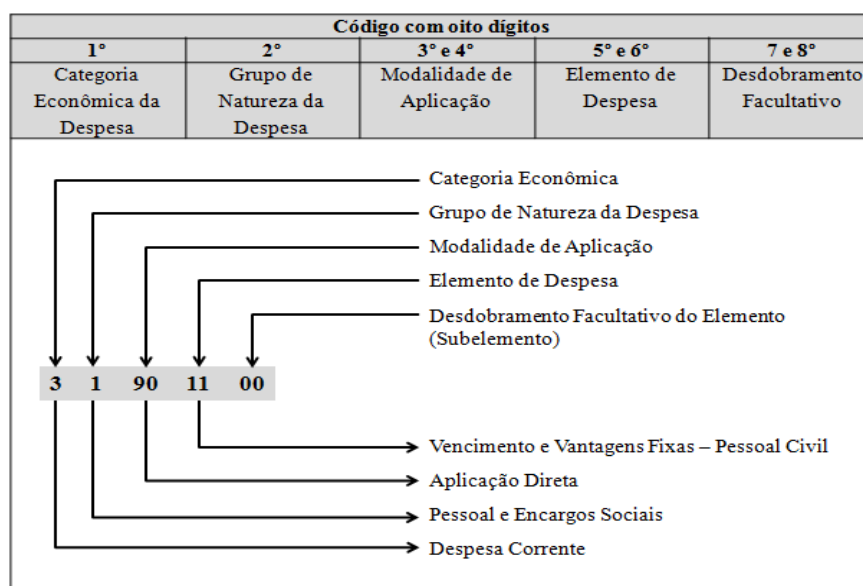 Código com oito dígitos
1° 2° 3° e 4° 5° e 6° 7 e 8°
Categoria Grupo de Modalidade de Elemento de Desdobramento
Econômica da Natureza da Aplicação Despesa Facultativo
Despesa Despesa
Categoria Econômica
Grupo de Natureza da Despesa
Modalidade de Aplicação
Elemento de Despesa
Desdobramento Facultativo do Elemento
(Subelemento)
3 1 90 11 00
Vencimento e Vantagens Fixas – Pessoal Civil
Aplicação Direta
Pessoal e Encargos Sociais
Despesa Corrente